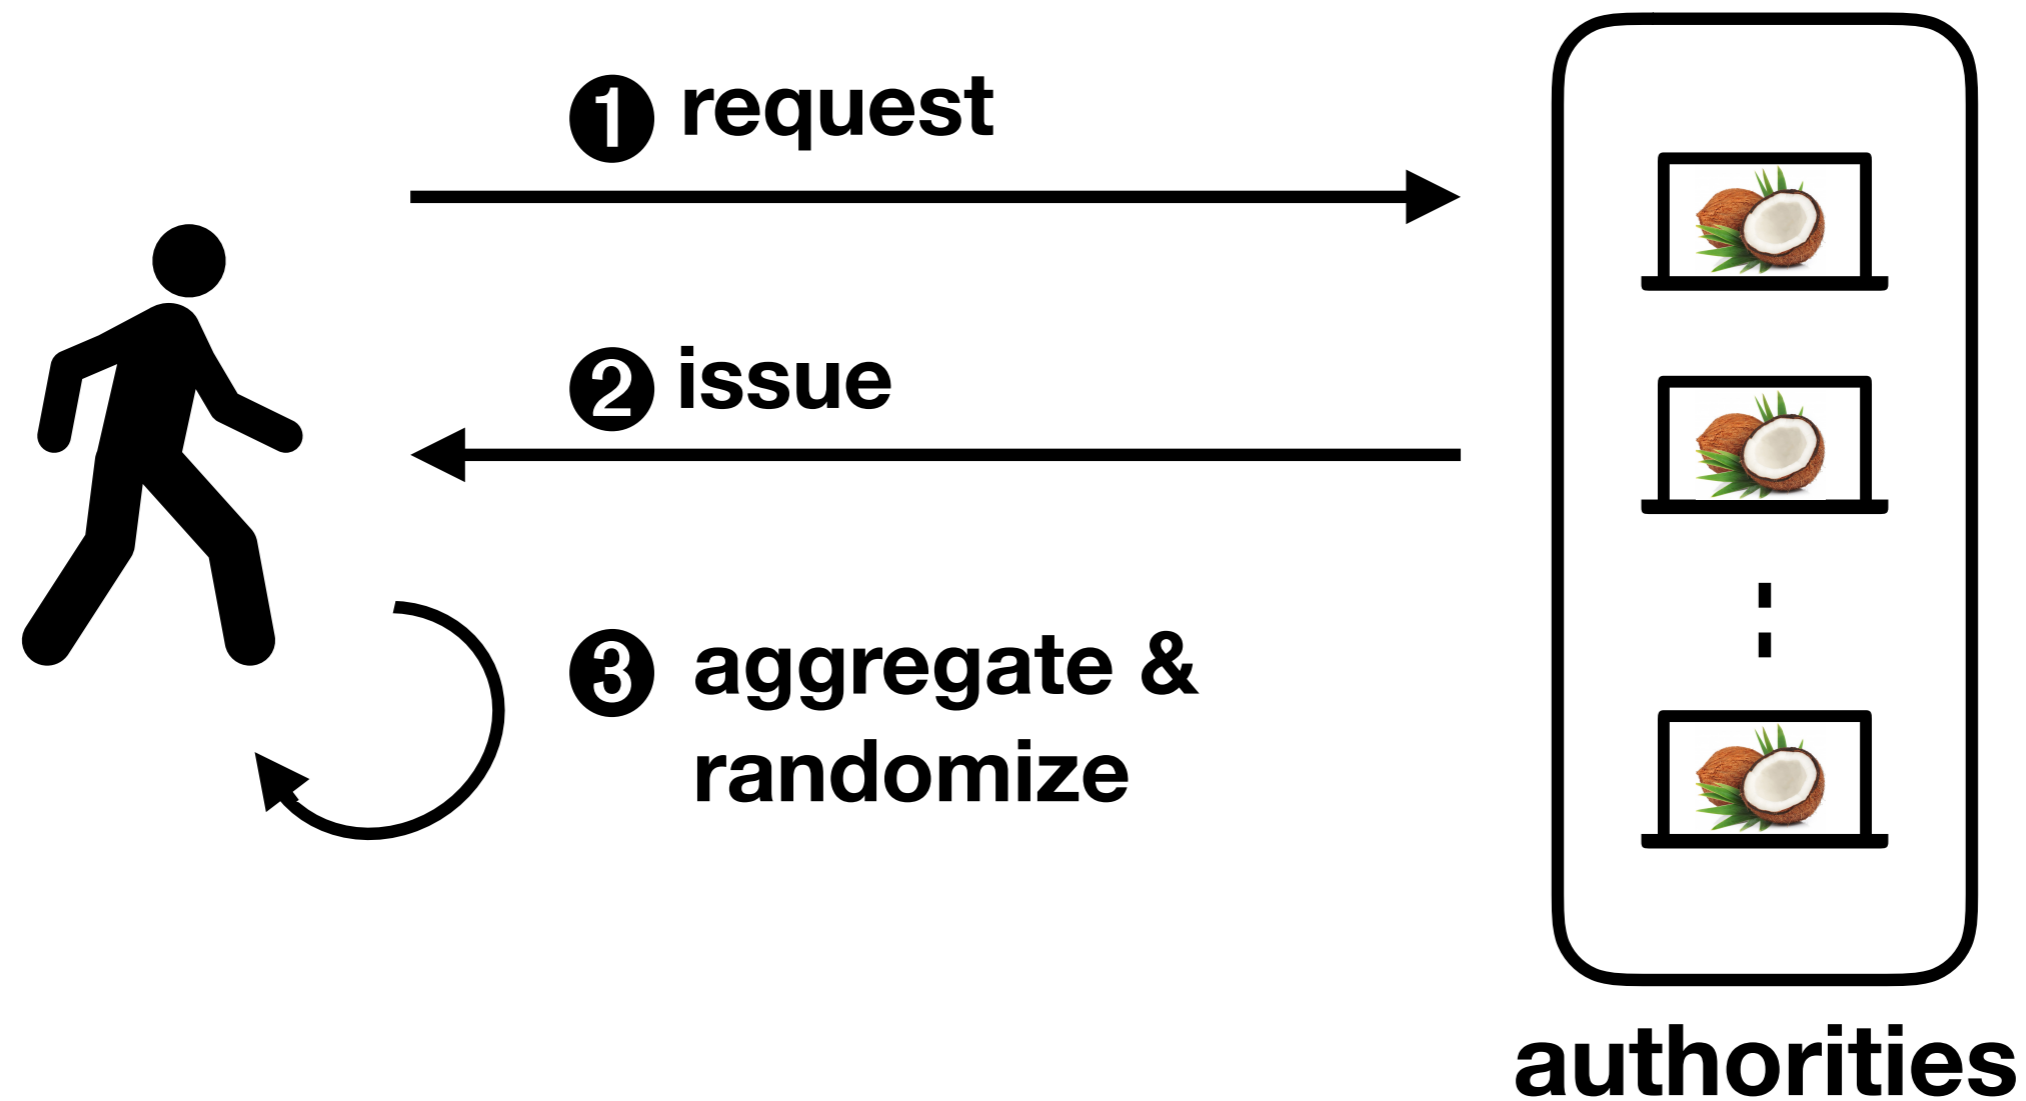 ❶ request
❷ issue
❸ aggregate &
randomize
authorities